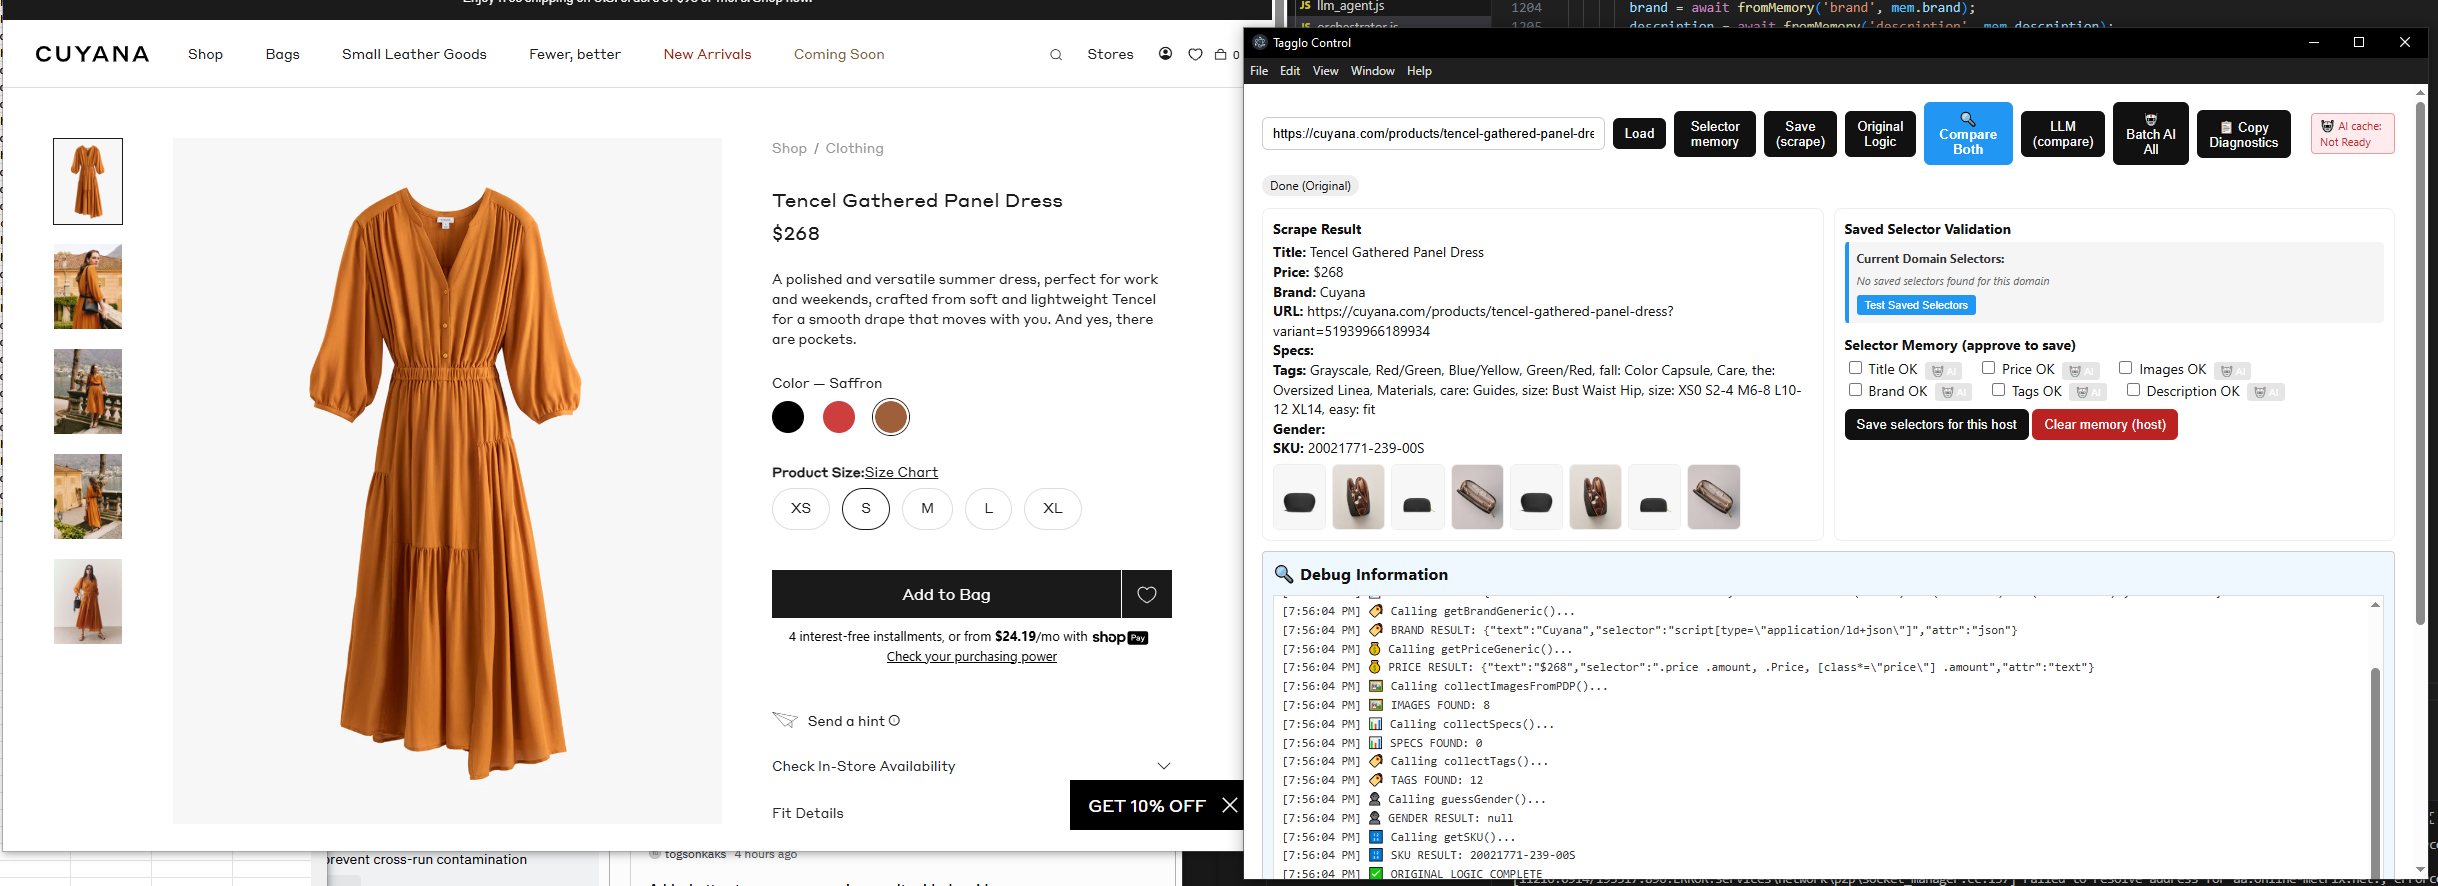 CUYANA
Shop
Bags
Small Leather Goods
Fewer, better
New Arrivals
Coming Soon
Stores
0
Shop / Clothing
Tencel Gathered Panel Dress
$268
A polished and versatile summer dress, perfect for work
and weekends, crafted from soft and lightweight Tencel
for a smooth drape that moves with you. And yes, there
are pockets.
Color — Saffron
Product Size:Size Chart
XS S M L XL
Add to Bag
4 interest-free installments, or from $24.19/mo with shop Pay
Check your purchasing power
Send a hint
Check In-Store Availability
GET 10% OFF
Fit Details
prevent cross-run contamination
togsonkaks 4 hours ago
JS llm_agent.js
1204 brand = await fromMemory('brand', mem.brand);
Tagglo Control
File Edit View Window Help
https://cuyana.com/products/tencel-gathered-panel-dre
Load
Selector
memory
Save
(scrape)
Original
Logic
Compare
Both
LLM
(compare)
Batch AI
All
Copy
Diagnostics
AI cache:
Not Ready
Done (Original)
Scrape Result
Title: Tencel Gathered Panel Dress
Price: $268
Brand: Cuyana
URL: https://cuyana.com/products/tencel-gathered-panel-dress?
variant=51939966189934
Specs:
Tags: Grayscale, Red/Green, Blue/Yellow, Green/Red, fall: Color Capsule, Care, the:
Oversized Linea, Materials, care: Guides, size: Bust Waist Hip, size: XS0 S2-4 M6-8 L10-
12 XL14, easy: fit
Gender:
SKU: 20021771-239-00S
Saved Selector Validation
Current Domain Selectors:
No saved selectors found for this domain
Test Saved Selectors
Selector Memory (approve to save)
Title OK AI Price OK AI Images OK AI
Brand OK AI Tags OK AI Description OK AI
Save selectors for this host
Clear memory (host)
Debug Information
[7:56:04 PM] Calling getBrandGeneric()...
[7:56:04 PM] BRAND RESULT: {"text":"Cuyana","selector":"script[type=\"application/ld+json\"]","attr":"json"}
[7:56:04 PM] Calling getPriceGeneric()...
[7:56:04 PM] PRICE RESULT: {"text":"$268","selector":".price .amount, .Price, [class*=\"price\"] .amount","attr":"text"}
[7:56:04 PM] Calling collectImagesFromPDP()...
[7:56:04 PM] IMAGES FOUND: 8
[7:56:04 PM] Calling collectSpecs()...
[7:56:04 PM] SPECS FOUND: 0
[7:56:04 PM] Calling collectTags()...
[7:56:04 PM] TAGS FOUND: 12
[7:56:04 PM] Calling guessGender()...
[7:56:04 PM] GENDER RESULT: null
[7:56:04 PM] Calling getSKU()...
[7:56:04 PM] SKU RESULT: 20021771-239-00S
[7:56:04 PM] ORIGINAL LOGIC COMPLETE